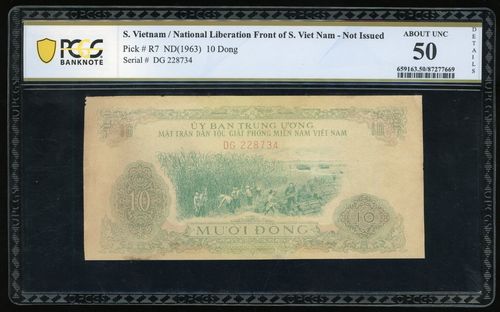 PCGS
BANKNOTE
S. Vietnam / National Liberation Front of S. Viet Nam - Not Issued
Pick # R7 ND(1963) 10 Dong
Serial # DG 228734
ABOUT UNC
50
DETAILS
659163.50/87277669
ỦY BAN TRUNG ƯƠNG
MẶT TRẬN DÂN TỘC GIẢI PHÓNG MIỀN NAM VIỆT NAM
DG 228734
10
10
MƯỜI ĐỒNG